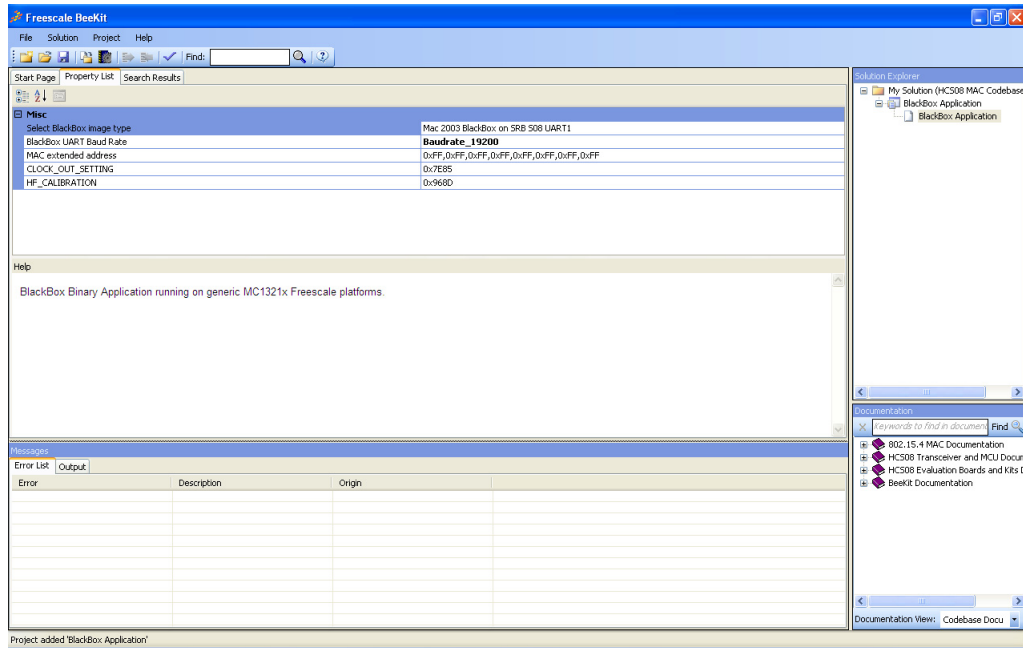 Freescale BeeKit
File Solution Project Help
Find:
Start Page Property List Search Results
Misc
Select BlackBox image type Mac 2003 BlackBox on SRB S08 UART1
BlackBox UART Baud Rate Baudrate_19200
MAC extended address 0xFF,0xFF,0xFF,0xFF,0xFF,0xFF,0xFF,0xFF
CLOCK_OUT_SETTING 0x7E85
HF_CALIBRATION 0x968D
Help
BlackBox Binary Application running on generic MC1321x Freescale platforms.
Messages
Error List Output
Error Description Origin
Project added 'BlackBox Application'
Solution Explorer
My Solution (HCS08 MAC Codebase
BlackBox Application
BlackBox Application
Documentation
Keywords to find in document Find
802.15.4 MAC Documentation
HCS08 Transceiver and MCU Docum
HCS08 Evaluation Boards and Kits D
BeeKit Documentation
Documentation View: Codebase Docu